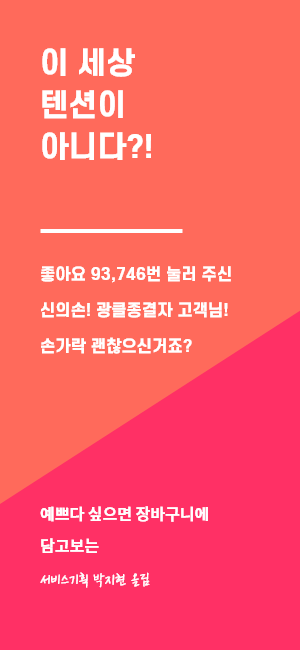 이 세상
텐션이
아니다?!
좋아요 93,746번 눌러 주신
신의손! 광클종결자 고객님!
손가락 괜찮으신거죠?
예쁘다 싶으면 장바구니에
담고보는
서비스기획 박지현 올림